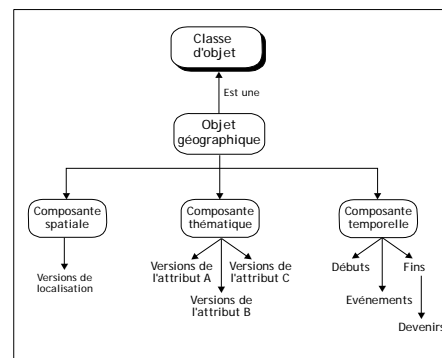 Classe
d'objet
Est une
Objet
géographique
Composante
spatiale
Composante
thématique
Composante
temporelle
Versions de
localisation
Versions de
l'attribut A
Versions de
l'attribut B
Versions de
l'attribut C
Débuts
Evénements
Fins
Devenirs